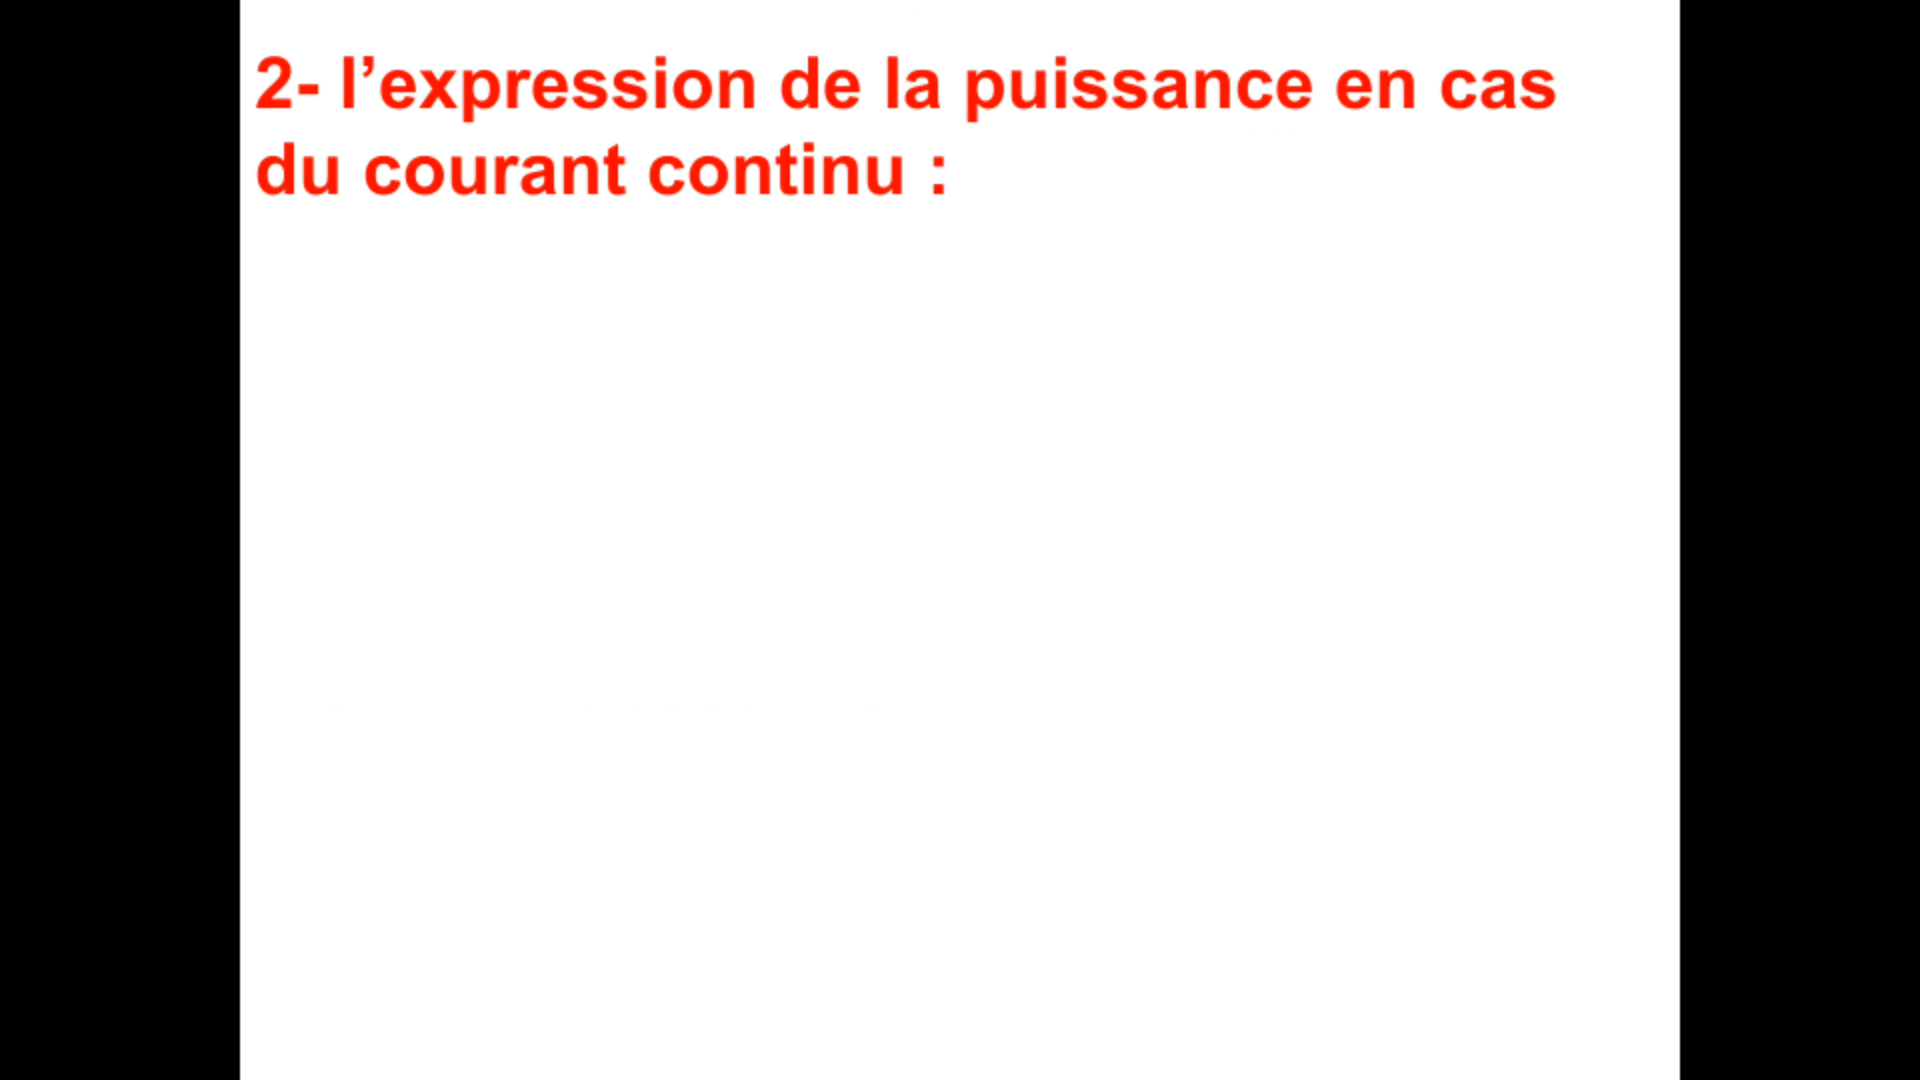 2- l’expression de la puissance en cas
du courant continu :